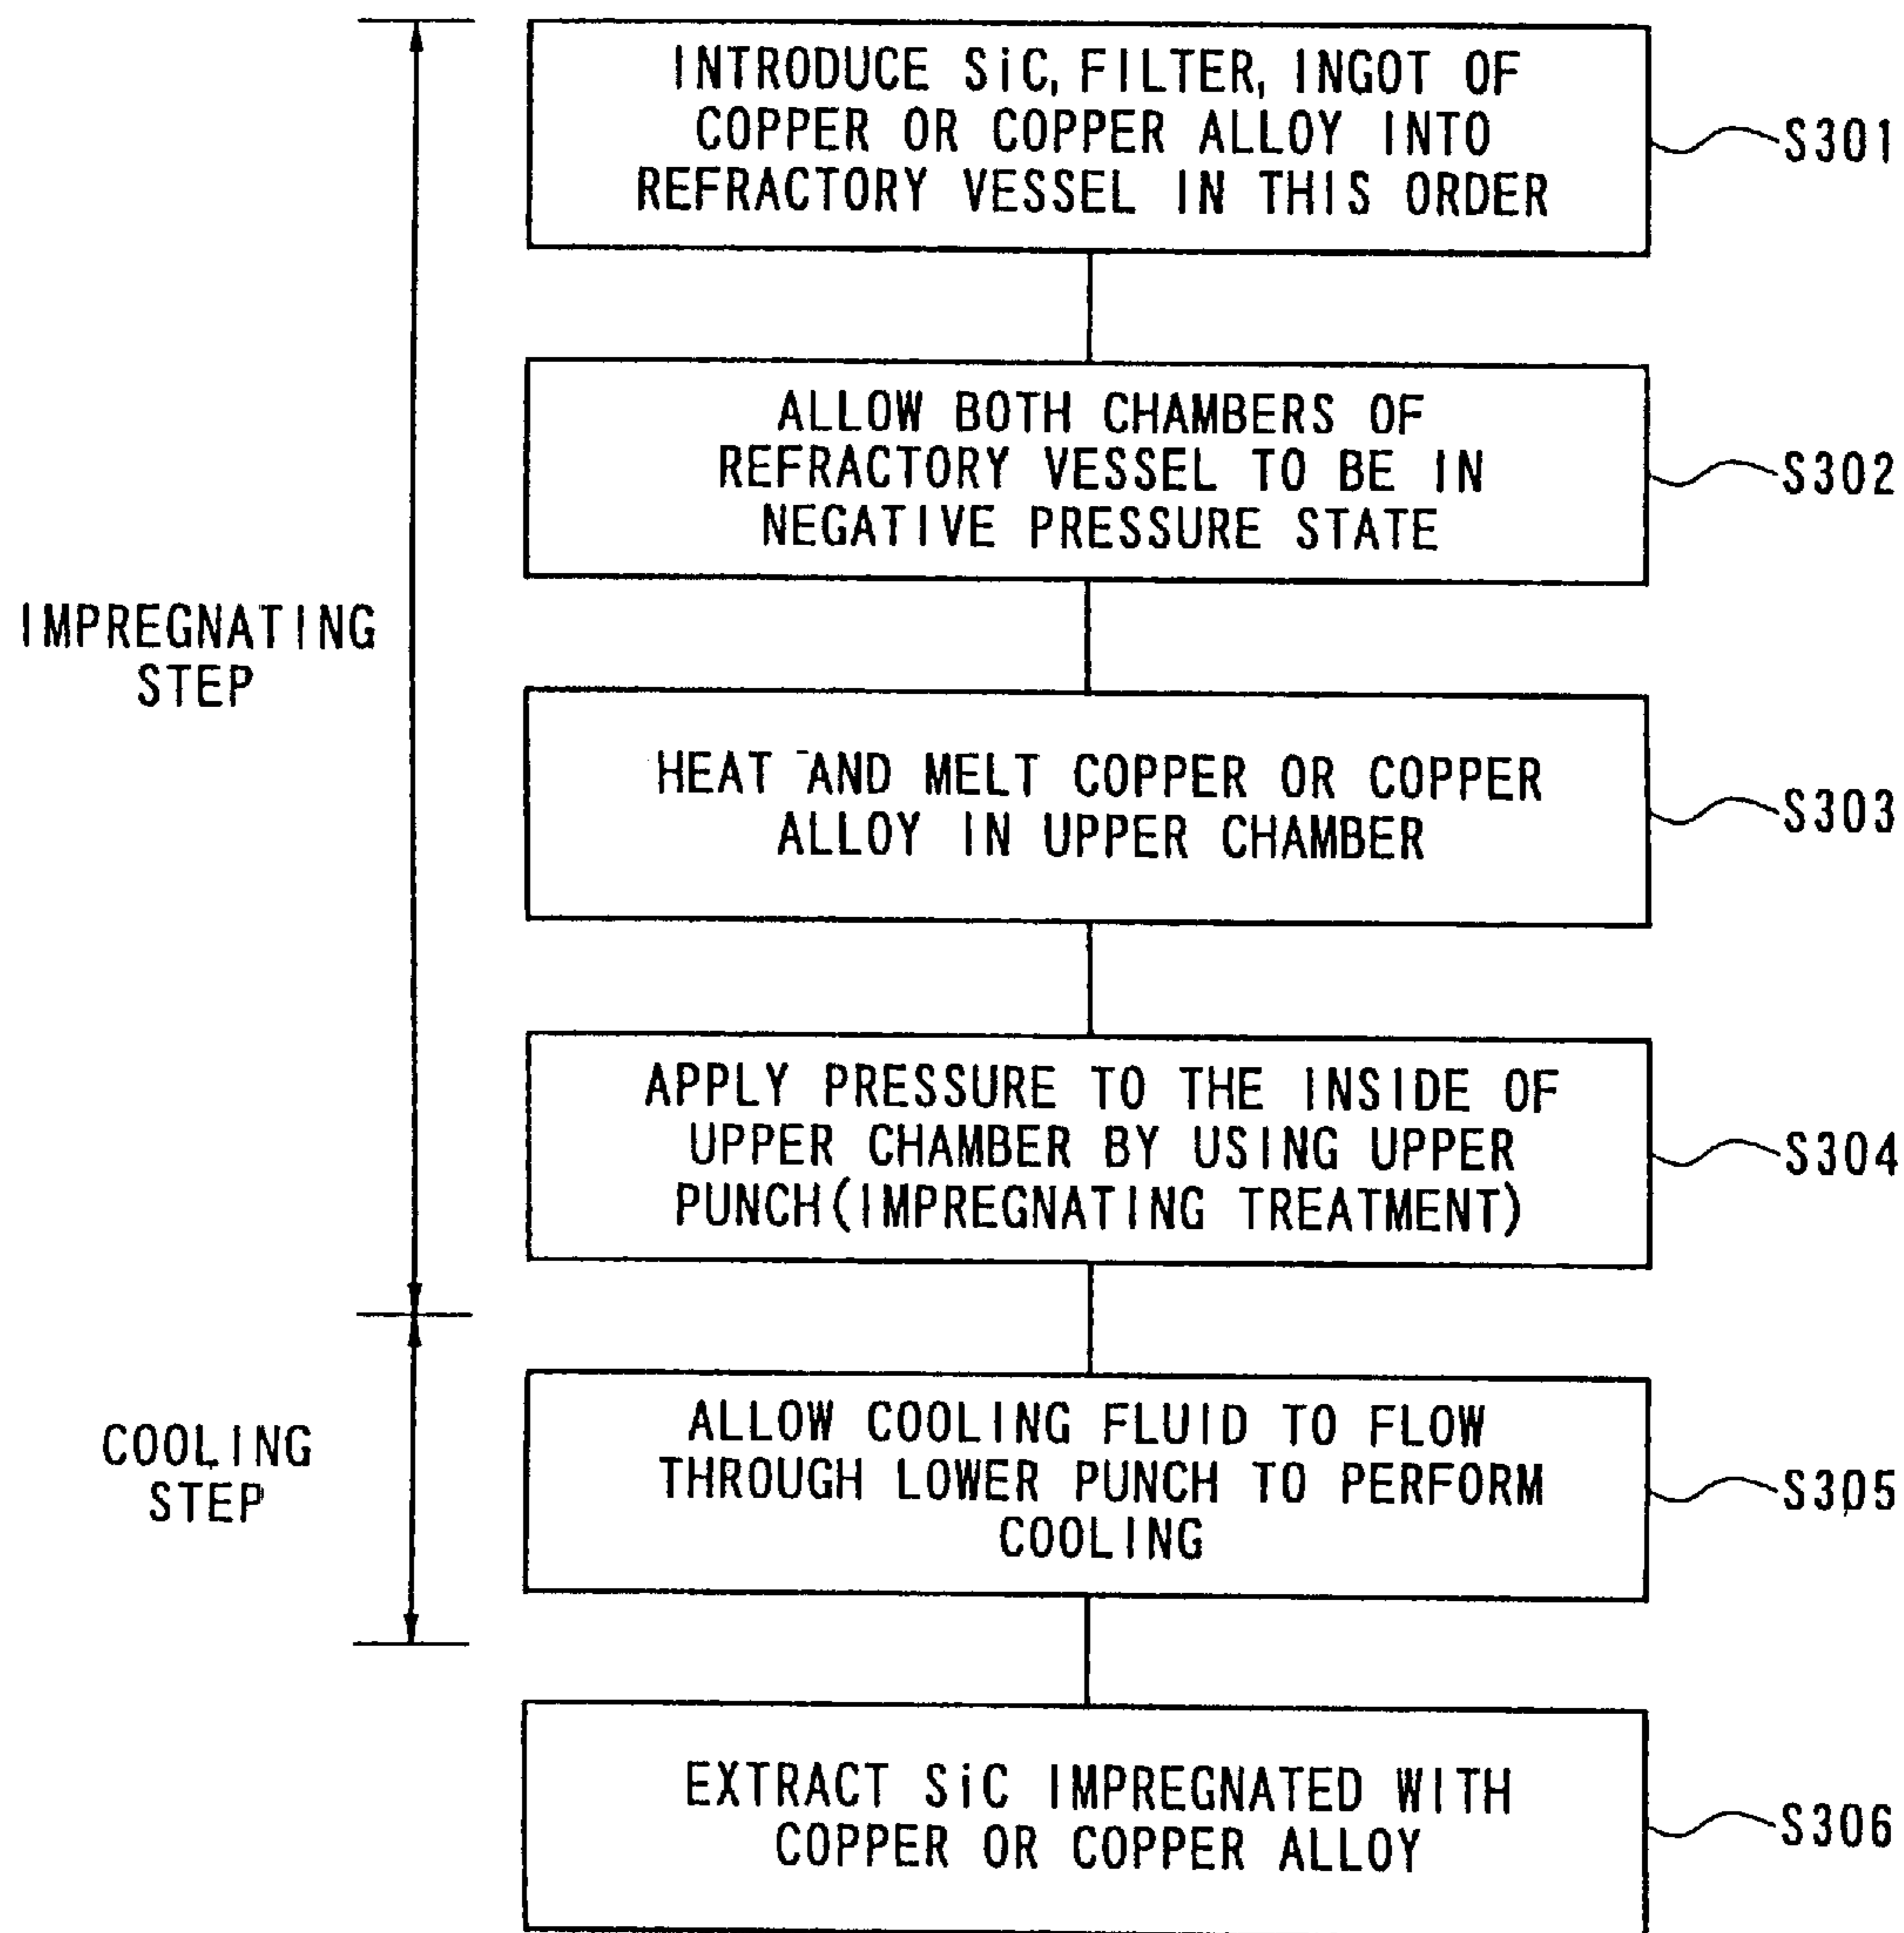 INTRODUCE SiC, FILTER, INGOT OF
COPPER OR COPPER ALLOY INTO
REFRACTORY VESSEL IN THIS ORDER
S301
ALLOW BOTH CHAMBERS OF
REFRACTORY VESSEL TO BE IN
NEGATIVE PRESSURE STATE
S302
IMPREGNATING
STEP
HEAT AND MELT COPPER OR COPPER
ALLOY IN UPPER CHAMBER
S303
APPLY PRESSURE TO THE INSIDE OF
UPPER CHAMBER BY USING UPPER
PUNCH(IMPREGNATING TREATMENT)
S304
COOLING
STEP
ALLOW COOLING FLUID TO FLOW
THROUGH LOWER PUNCH TO PERFORM
COOLING
S305
EXTRACT SiC IMPREGNATED WITH
COPPER OR COPPER ALLOY
S306